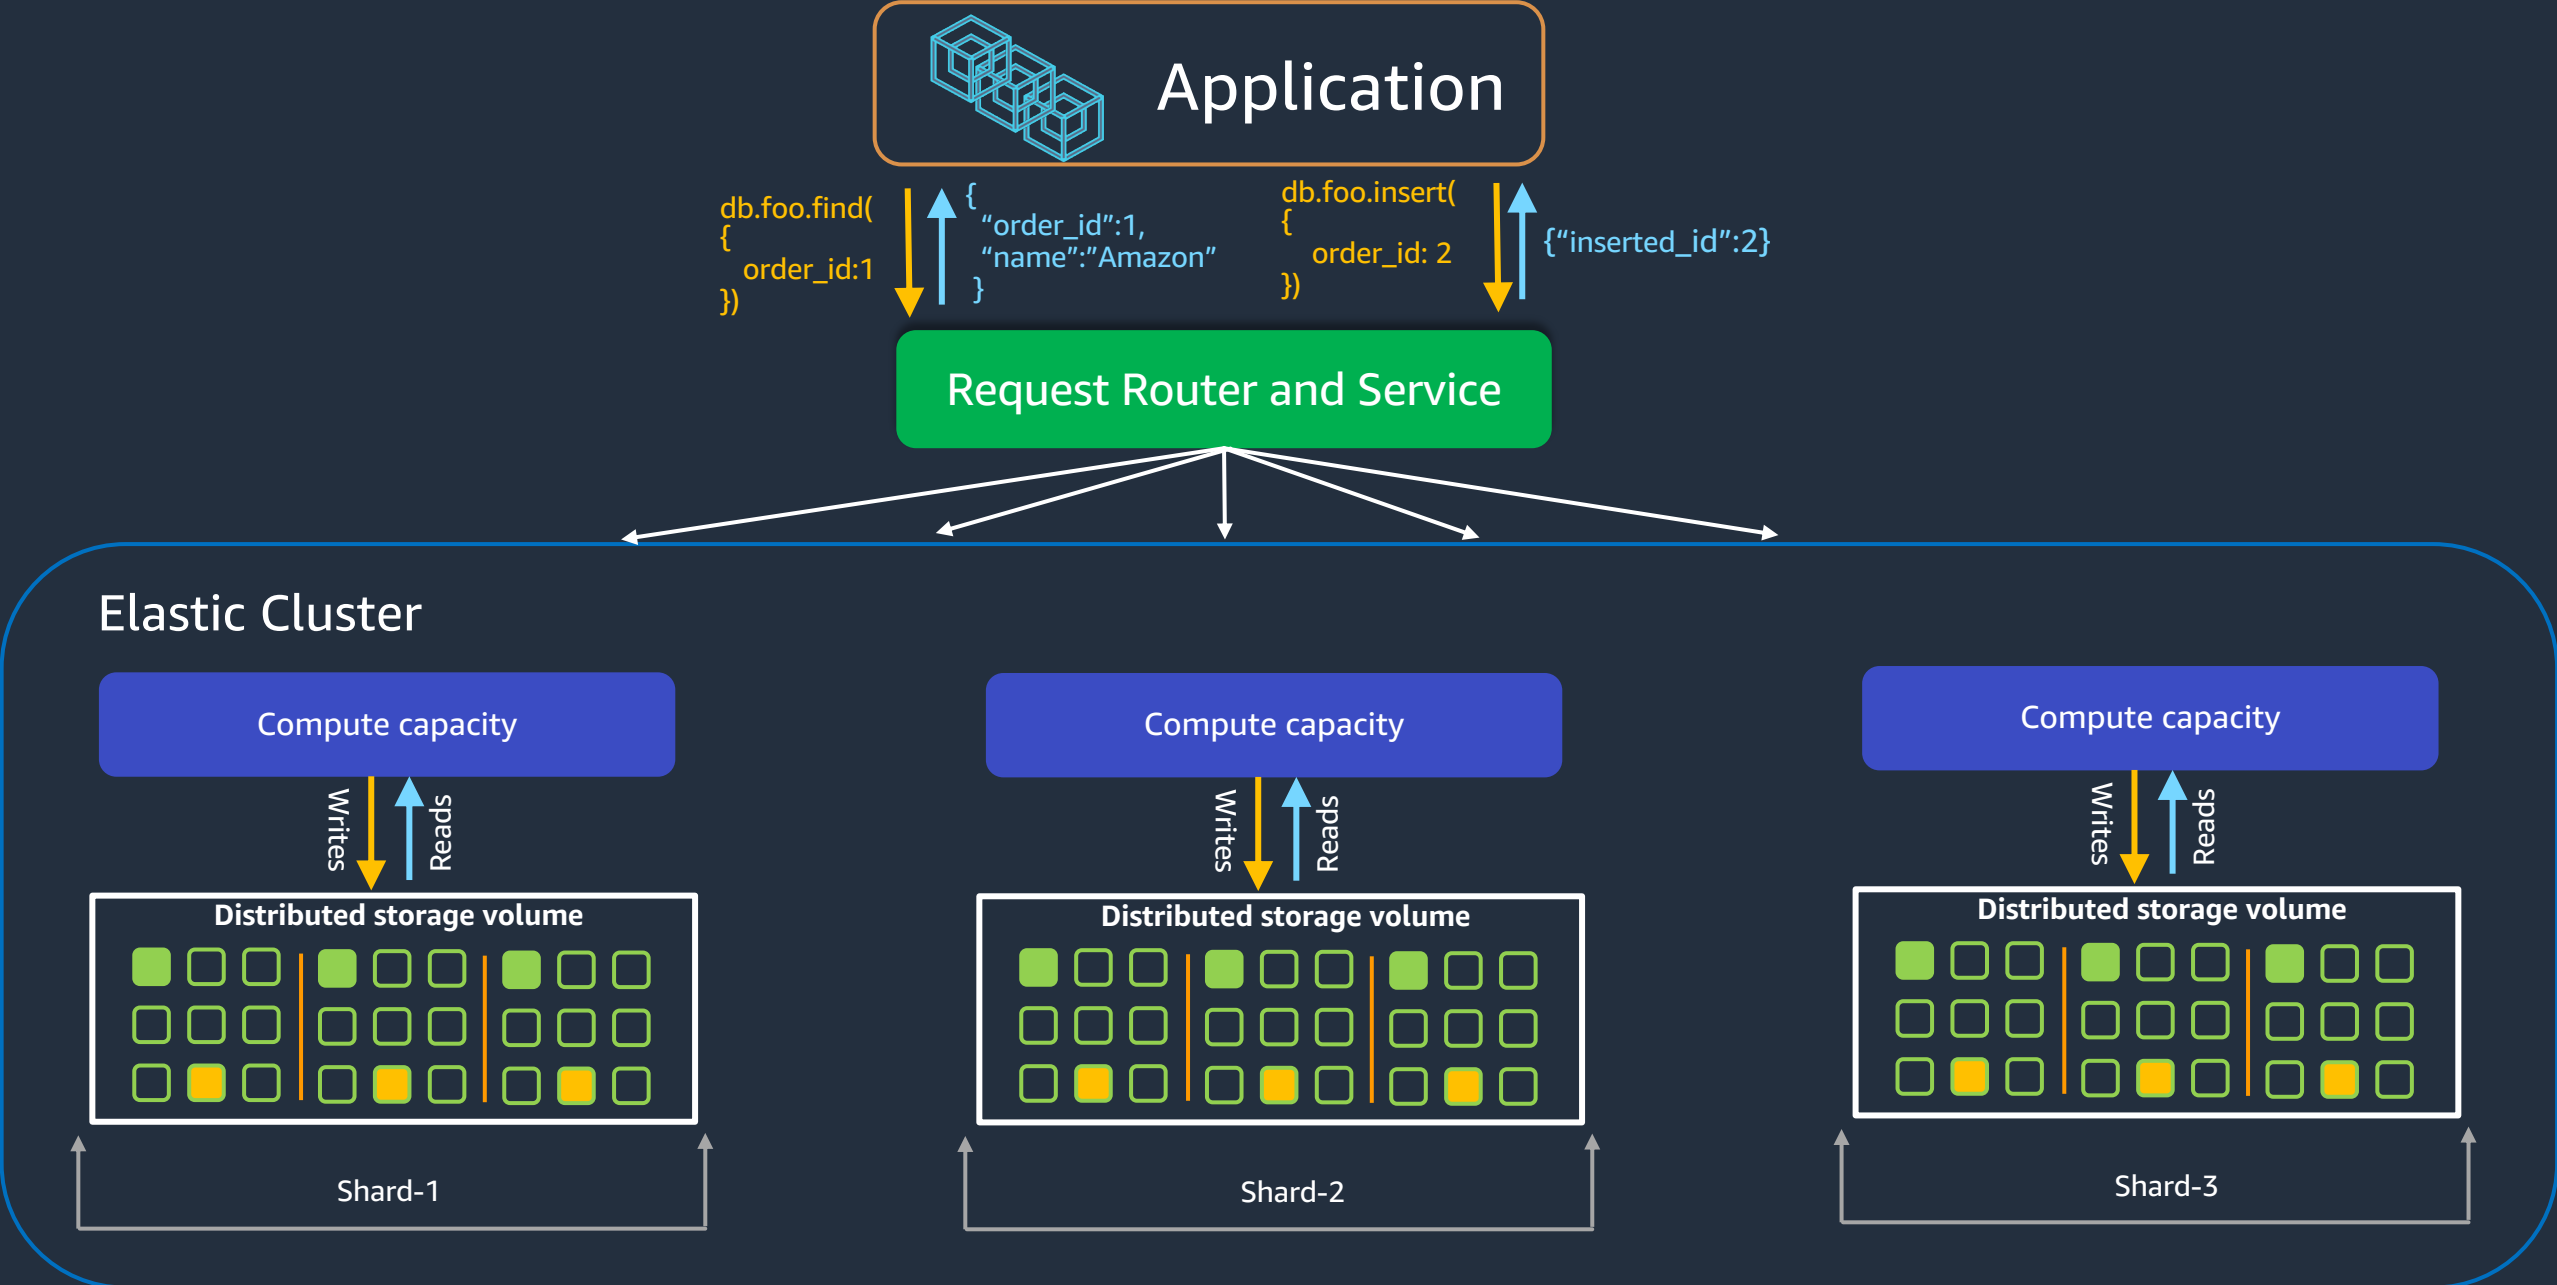 Application
db.foo.find(
{
order_id:1
})
{
“order_id”:1,
“name”:”Amazon”
}
db.foo.insert(
{
order_id: 2
})
{“inserted_id”:2}
Request Router and Service
Elastic Cluster
Compute capacity
Writes
Reads
Distributed storage volume
Shard-1
Compute capacity
Writes
Reads
Distributed storage volume
Shard-2
Compute capacity
Writes
Reads
Distributed storage volume
Shard-3